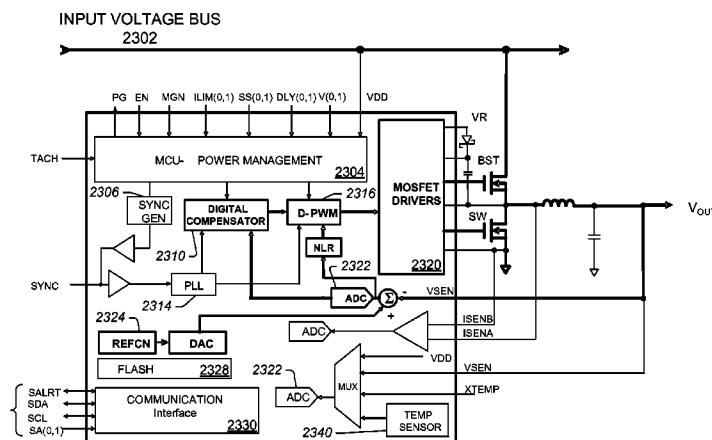 INPUT VOLTAGE BUS
2302
PG EN MGN ILIM(0,1) SS(0,1) DLY(0,1) V(0,1) VDD
TACH
MCU- POWER MANAGEMENT
2304
VR
BST
MOSFET
DRIVERS
2320
SW
VOUT
2306
SYNC
GEN
DIGITAL
COMPENSATOR
2310
2316
D-PWM
NLR
SYNC
PLL
2314
2322
ADC
Σ
-
+
VSEN
ISENB
ISENA
ADC
2324
REFCN
DAC
FLASH
2328
2322
ADC
MUX
VDD
VSEN
XTEMP
TEMP
SENSOR
2340
SALRT
SDA
SCL
SA(0,1)
COMMUNICATION
Interface
2330